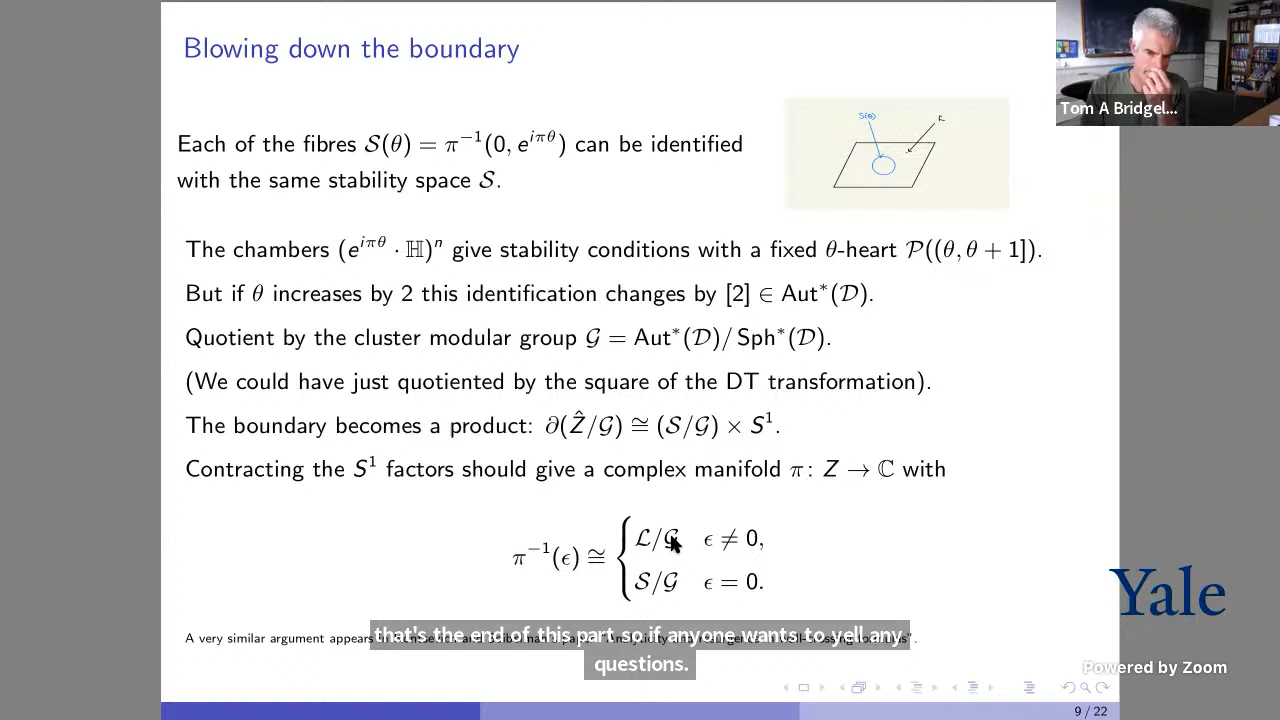 Blowing down the boundary
Tom A Bridgel...
S(θ)
Each of the fibres 𝒮(θ) = π⁻¹(0, e^{iπθ}) can be identified
with the same stability space 𝒮.
The chambers (e^{iπθ} · ℍ)ⁿ give stability conditions with a fixed θ-heart 𝒫((θ, θ + 1]).
But if θ increases by 2 this identification changes by [2] ∈ Aut*(𝒟).
Quotient by the cluster modular group 𝒢 = Aut*(𝒟)/ Sph*(𝒟).
(We could have just quotiented by the square of the DT transformation).
The boundary becomes a product: ∂(Ẑ/𝒢) ≅ (𝒮/𝒢) × S¹.
Contracting the S¹ factors should give a complex manifold π: Z → ℂ with
π⁻¹(ϵ) ≅ { ℒ/𝒢 ϵ ≠ 0,
𝒮/𝒢 ϵ = 0.
Yale
A very similar argument appears
that's the end of this part so if anyone wants to yell any
questions.
Powered by Zoom
9 / 22